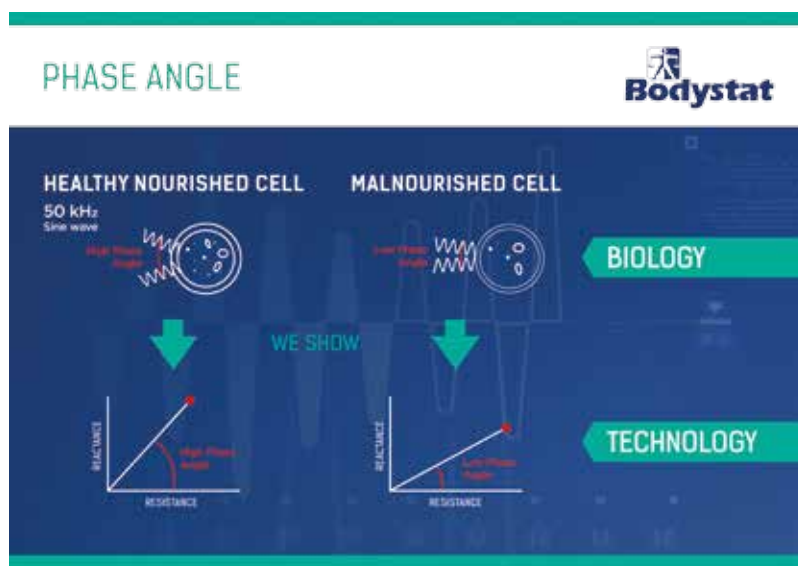 PHASE ANGLE
Bodystat
HEALTHY NOURISHED CELL
50 kHz
Sine wave
High Phase
Angle
MALNOURISHED CELL
Low Phase
Angle
BIOLOGY
WE SHOW
REACTANCE
High Phase
Angle
RESISTANCE
REACTANCE
Low Phase
Angle
RESISTANCE
TECHNOLOGY